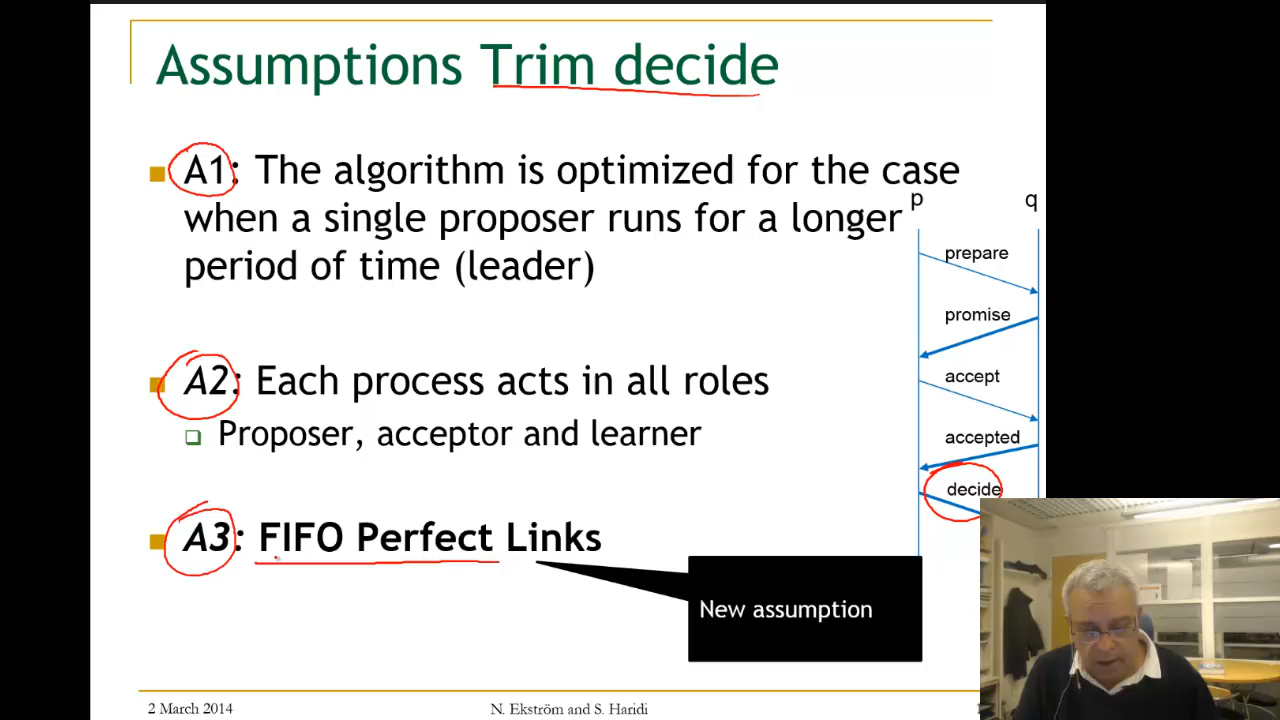 Assumptions Trim decide
A1: The algorithm is optimized for the case
when a single proposer runs for a longer
period of time (leader)
A2: Each process acts in all roles
Proposer, acceptor and learner
A3: FIFO Perfect Links
New assumption
p q
prepare
promise
accept
accepted
decide
2 March 2014 N. Ekström and S. Haridi